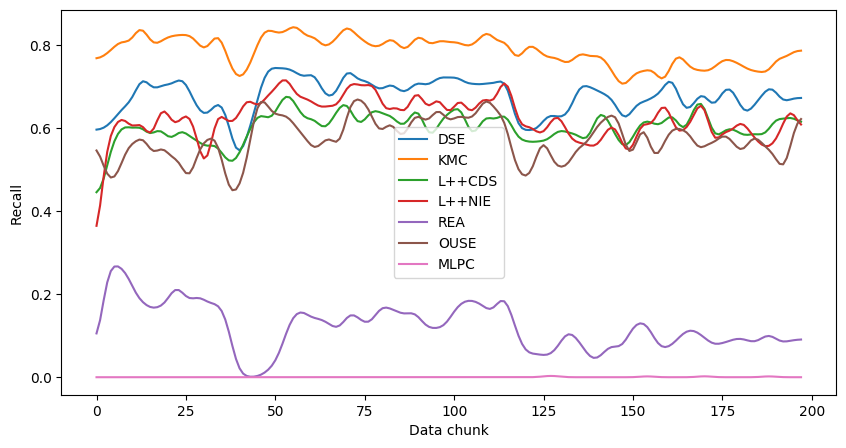 Recall
0.8
0.6
0.4
0.2
0.0
DSE
KMC
L++CDS
L++NIE
REA
OUSE
MLPC
0 25 50 75 100 125 150 175 200
Data chunk